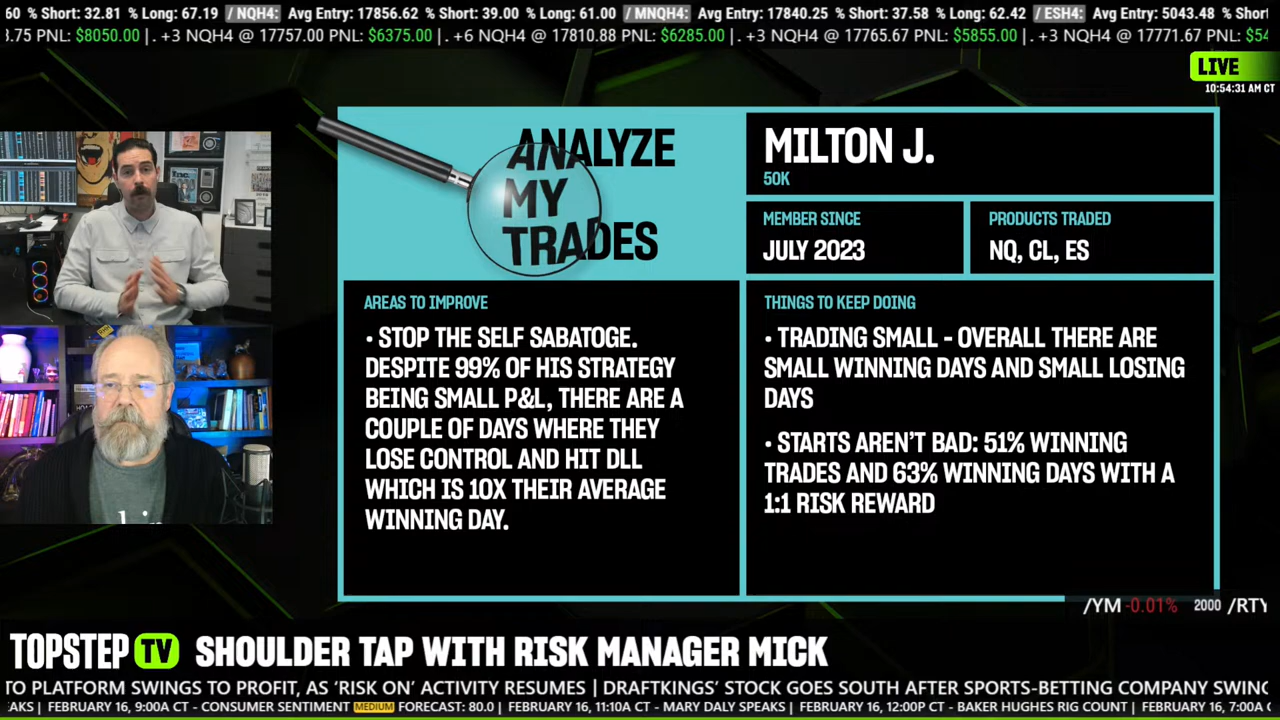 60 % Short: 32.81 % Long: 67.19 / NQH4: Avg Entry: 17856.62 % Short: 39.00 % Long: 61.00 / MNQH4: Avg Entry: 17840.25 % Short: 37.58 % Long: 62.42 / ESH4: Avg Entry: 5043.48 % Short
3.75 PNL: $8050.00 | . +3 NQH4 @ 17757.00 PNL: $6375.00 | . +6 NQH4 @ 17810.88 PNL: $6285.00 | . +3 NQH4 @ 17765.67 PNL: $5855.00 | . +3 NQH4 @ 17771.67 PNL: $54
LIVE
10:54:31 AM CT
ANALYZE
MY
TRADES
MILTON J.
50K
MEMBER SINCE
JULY 2023
PRODUCTS TRADED
NQ, CL, ES
AREAS TO IMPROVE
• STOP THE SELF SABATOGE.
DESPITE 99% OF HIS STRATEGY
BEING SMALL P&L, THERE ARE A
COUPLE OF DAYS WHERE THEY
LOSE CONTROL AND HIT DLL
WHICH IS 10X THEIR AVERAGE
WINNING DAY.
THINGS TO KEEP DOING
• TRADING SMALL - OVERALL THERE ARE
SMALL WINNING DAYS AND SMALL LOSING
DAYS
• STARTS AREN'T BAD: 51% WINNING
TRADES AND 63% WINNING DAYS WITH A
1:1 RISK REWARD
/YM -0.01% 2000 /RTY
TOPSTEP TV SHOULDER TAP WITH RISK MANAGER MICK
TO PLATFORM SWINGS TO PROFIT, AS 'RISK ON' ACTIVITY RESUMES | DRAFTKINGS' STOCK GOES SOUTH AFTER SPORTS-BETTING COMPANY SWING
EAKS | FEBRUARY 16, 9:00A CT - CONSUMER SENTIMENT MEDIUM FORECAST: 80.0 | FEBRUARY 16, 11:10A CT - MARY DALY SPEAKS | FEBRUARY 16, 12:00P CT - BAKER HUGHES RIG COUNT | FEBRUARY 16, 7:00A C